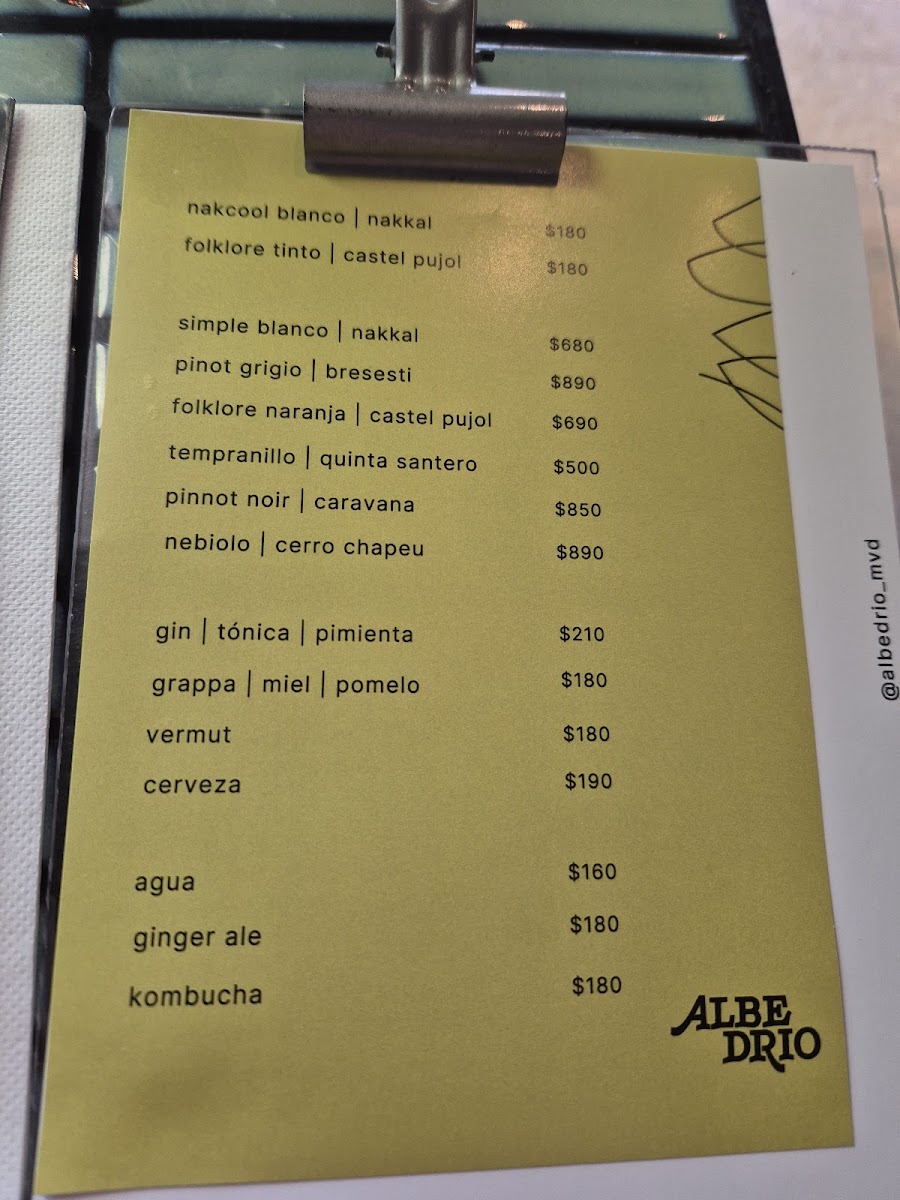 nakcool blanco | nakkal $180
folklore tinto | castel pujol $180
simple blanco | nakkal $680
pinot grigio | bresesti $890
folklore naranja | castel pujol $690
tempranillo | quinta santero $500
pinnot noir | caravana $850
nebiolo | cerro chapeu $890
gin | tónica | pimienta $210
grappa | miel | pomelo $180
vermut $180
cerveza $190
agua $160
ginger ale $180
kombucha $180
ALBE
DRIO
@albedrio_mvd